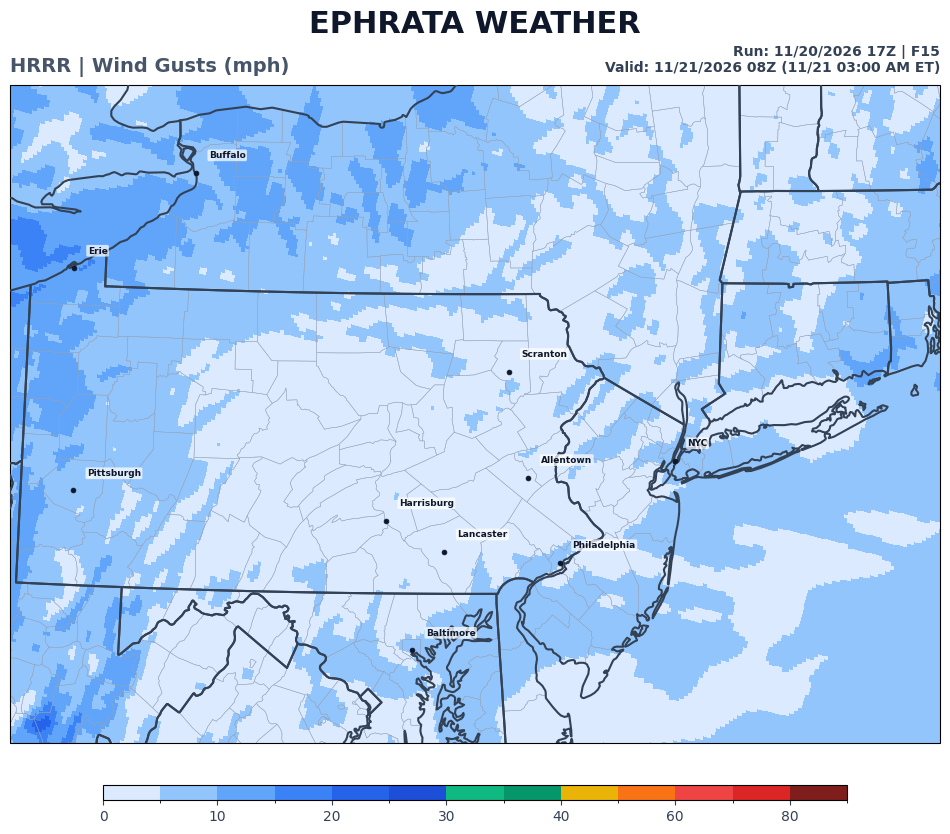 EPHRATA WEATHER
HRRR | Wind Gusts (mph)
Run: 11/20/2026 17Z | F15
Valid: 11/21/2026 08Z (11/21 03:00 AM ET)
Buffalo
Erie
Scranton
NYC
Allentown
Pittsburgh
Harrisburg
Lancaster
Philadelphia
Baltimore
0 10 20 30 40 50 60 70 80